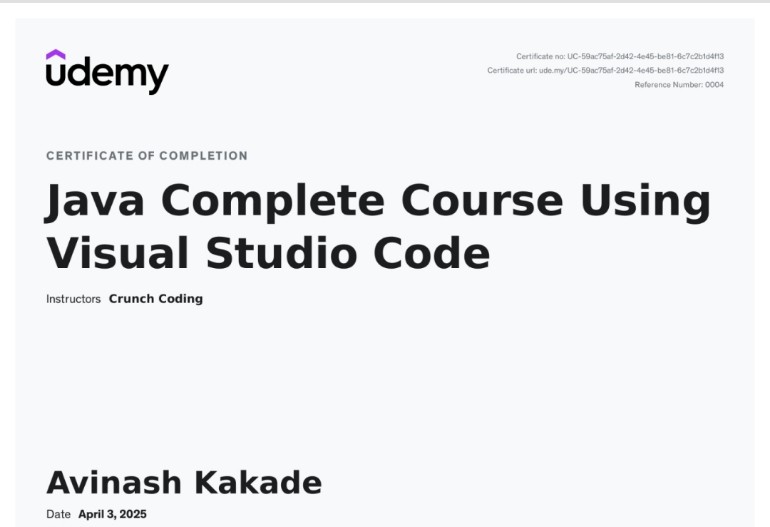 udemy
Certificate no: UC-59ac75af-2d42-4e45-be81-6c7c2b1d4f13
Certificate url: ude.my/UC-59ac75af-2d42-4e45-be81-6c7c2b1d4f13
Reference Number: 0004
CERTIFICATE OF COMPLETION
Java Complete Course Using
Visual Studio Code
Instructors Crunch Coding
Avinash Kakade
Date April 3, 2025